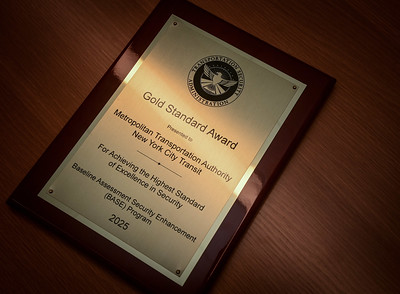 TRANSPORTATION SECURITY
ADMINISTRATION
Gold Standard Award
Presented to
Metropolitan Transportation Authority
New York City Transit
For Achieving the Highest Standard
of Excellence in Security
Baseline Assessment Security Enhancement
(BASE) Program
2025